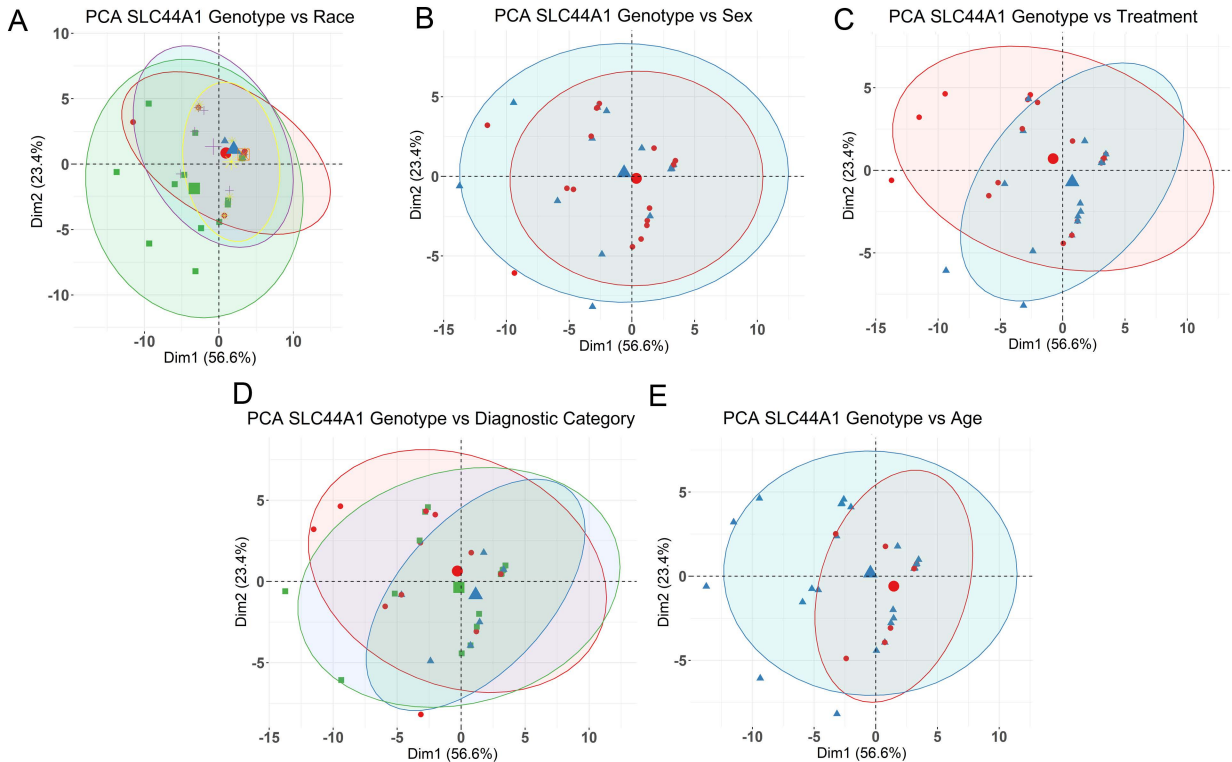 A
PCA SLC44A1 Genotype vs Race
10
5
0
-5
-10
Dim2 (23.4%)
-10
0
10
Dim1 (56.6%)
B
PCA SLC44A1 Genotype vs Sex
5
0
-5
Dim2 (23.4%)
-15
-10
-5
0
5
10
Dim1 (56.6%)
C
PCA SLC44A1 Genotype vs Treatment
5
0
-5
Dim2 (23.4%)
-15
-10
-5
0
5
10
Dim1 (56.6%)
D
PCA SLC44A1 Genotype vs Diagnostic Category
5
0
-5
Dim2 (23.4%)
-15
-10
-5
0
5
10
Dim1 (56.6%)
E
PCA SLC44A1 Genotype vs Age
5
0
-5
Dim2 (23.4%)
-10
-5
0
5
10
Dim1 (56.6%)